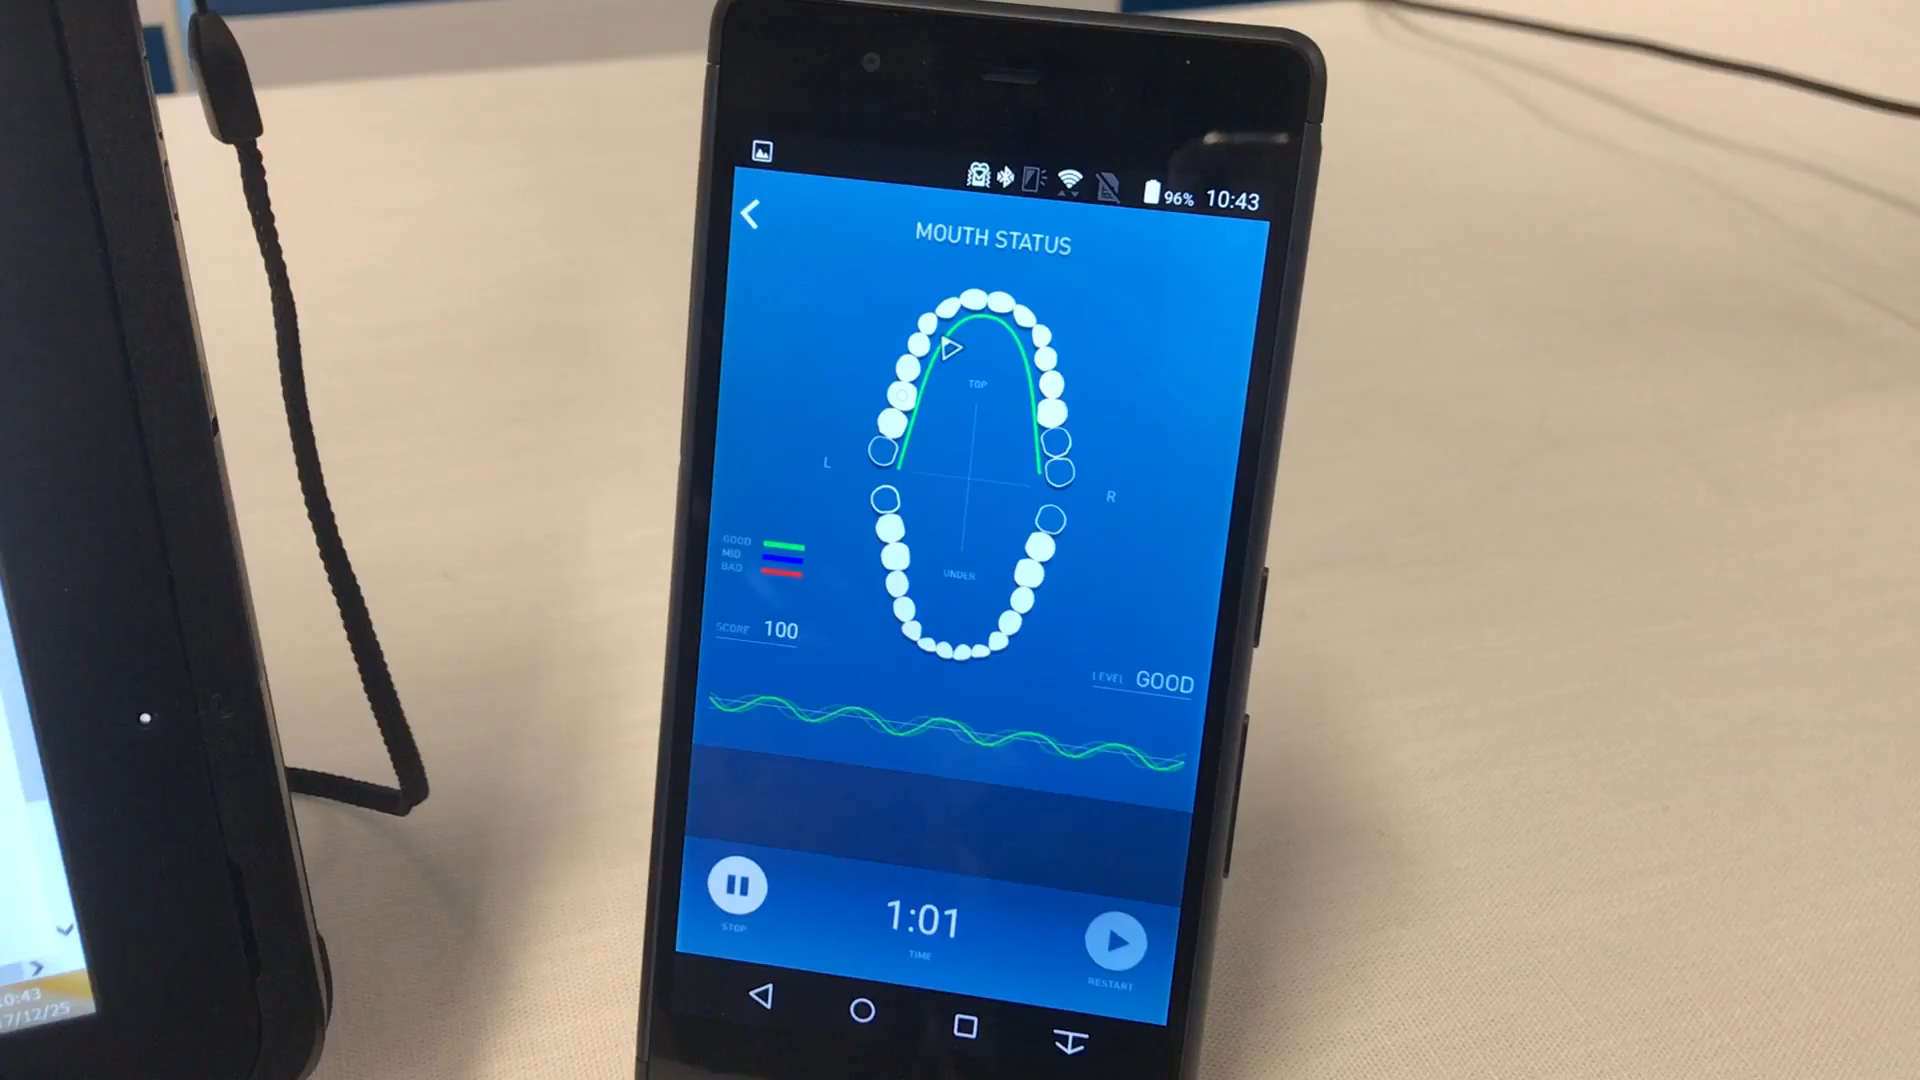 96% 10:43
MOUTH STATUS
TOP
L
R
GOOD
MID
BAD
UNDER
SCORE 100
LEVEL GOOD
1:01
STOP
TIME
RESTART
0:43
7/12/25